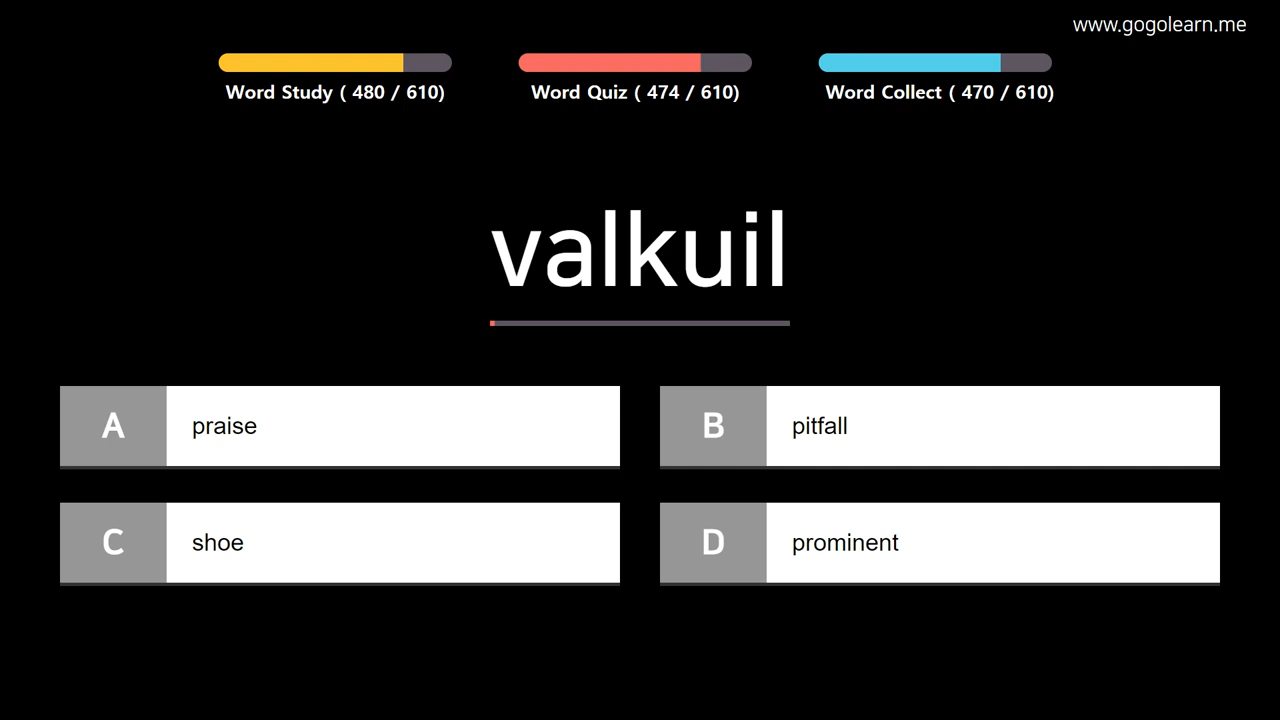 www.gogolearn.me
Word Study ( 480 / 610)
Word Quiz ( 474 / 610)
Word Collect ( 470 / 610)
valkuil
A praise
B pitfall
C shoe
D prominent